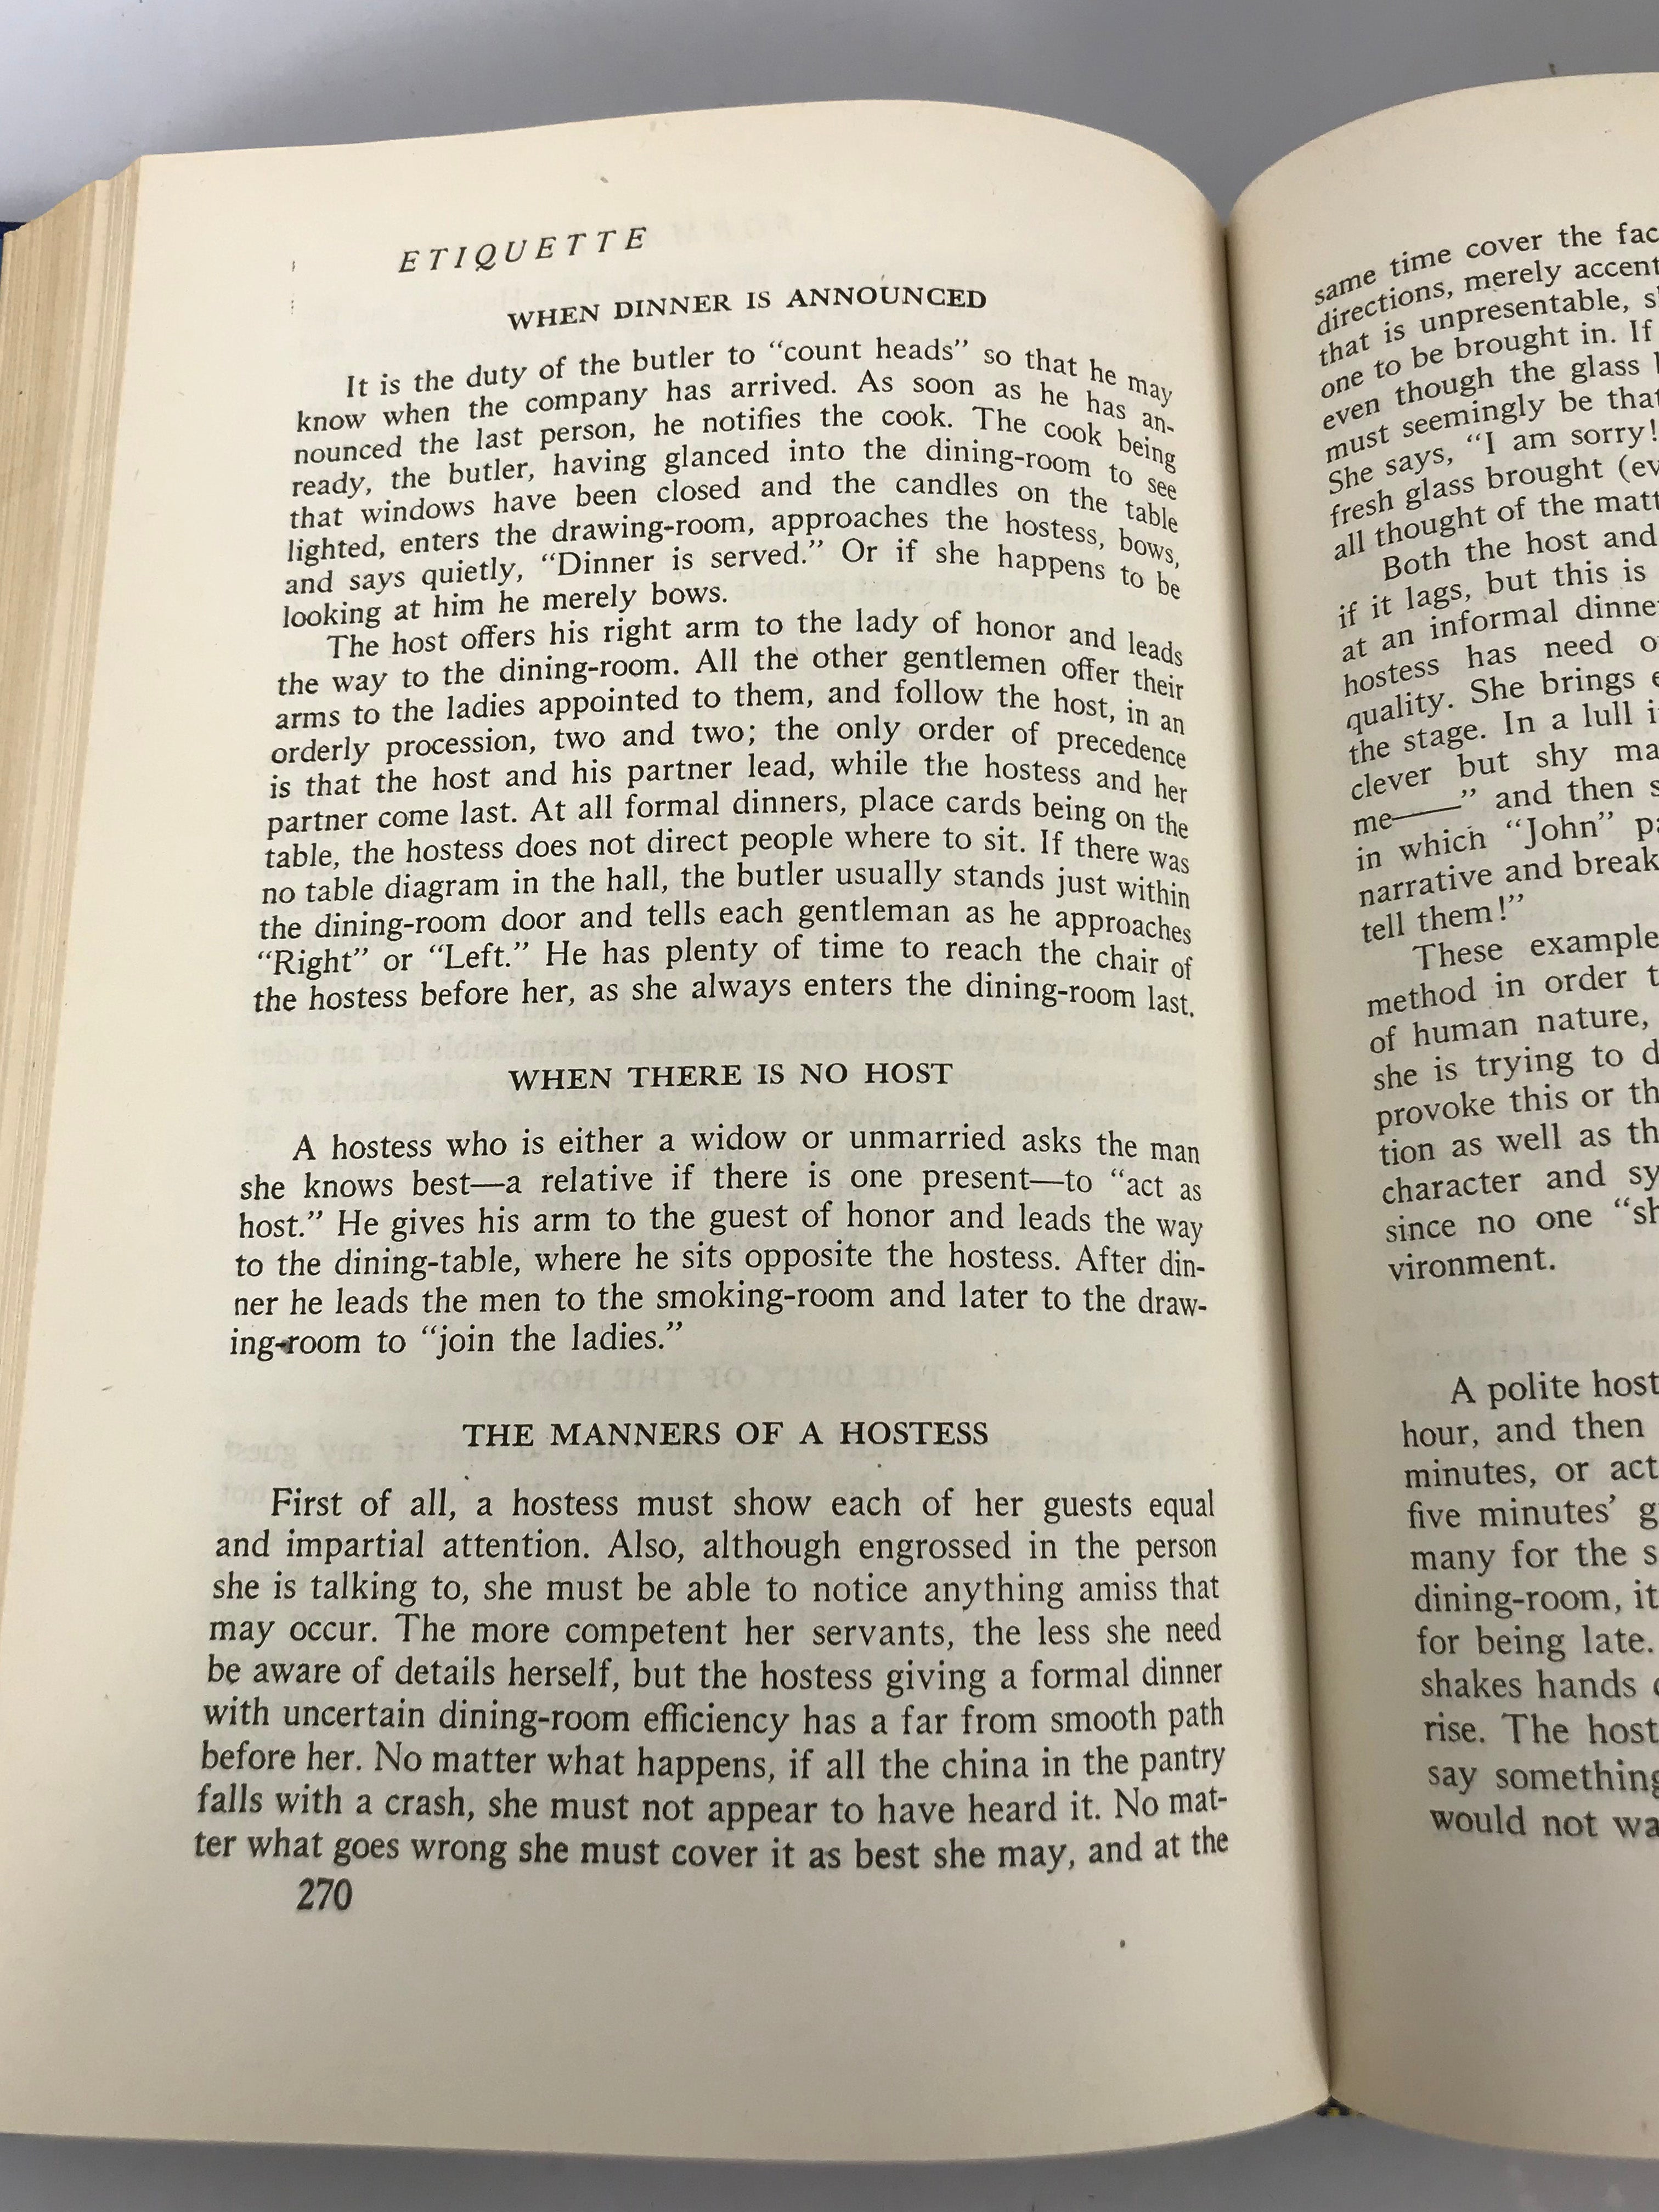 ETIQUETTE
WHEN DINNER IS ANNOUNCED
It is the duty of the butler to “count heads” so that he may
know when the company has arrived. As soon as he has an-
nounced the last person, he notifies the cook. The cook being
ready, the butler, having glanced into the dining-room to see
that windows have been closed and the candles on the table
lighted, enters the drawing-room, approaches the hostess, bows,
and says quietly, “Dinner is served.” Or if she happens to be
looking at him he merely bows.
The host offers his right arm to the lady of honor and leads
the way to the dining-room. All the other gentlemen offer their
arms to the ladies appointed to them, and follow the host, in an
orderly procession, two and two; the only order of precedence
is that the host and his partner lead, while the hostess and her
partner come last. At all formal dinners, place cards being on the
table, the hostess does not direct people where to sit. If there was
no table diagram in the hall, the butler usually stands just within
the dining-room door and tells each gentleman as he approaches
“Right” or “Left.” He has plenty of time to reach the chair of
the hostess before her, as she always enters the dining-room last.
WHEN THERE IS NO HOST
A hostess who is either a widow or unmarried asks the man
she knows best—a relative if there is one present—to “act as
host.” He gives his arm to the guest of honor and leads the way
to the dining-table, where he sits opposite the hostess. After din-
ner he leads the men to the smoking-room and later to the draw-
ing-room to “join the ladies.”
THE MANNERS OF A HOSTESS
First of all, a hostess must show each of her guests equal
and impartial attention. Also, although engrossed in the person
she is talking to, she must be able to notice anything amiss that
may occur. The more competent her servants, the less she need
be aware of details herself, but the hostess giving a formal dinner
with uncertain dining-room efficiency has a far from smooth path
before her. No matter what happens, if all the china in the pantry
falls with a crash, she must not appear to have heard it. No mat-
ter what goes wrong she must cover it as best she may, and at the
270
same time cover the fac
directions, merely accent
that is unpresentable, s
one to be brought in. If
even though the glass
must seemingly be that
She says, “I am sorry!
fresh glass brought (ev
all thought of the matt
Both the host and
if it lags, but this is
at an informal dinne
hostess has need o
quality. She brings
the stage. In a lull i
clever but shy ma
me——” and then s
in which “John” pa
narrative and break
tell them!”
These example
method in order t
of human nature,
she is trying to d
provoke this or th
tion as well as th
character and sy
since no one “sh
vironment.
A polite host
hour, and then
minutes, or act
five minutes’ g
many for the s
dining-room, it
for being late.
shakes hands
rise. The host
say something
would not wa